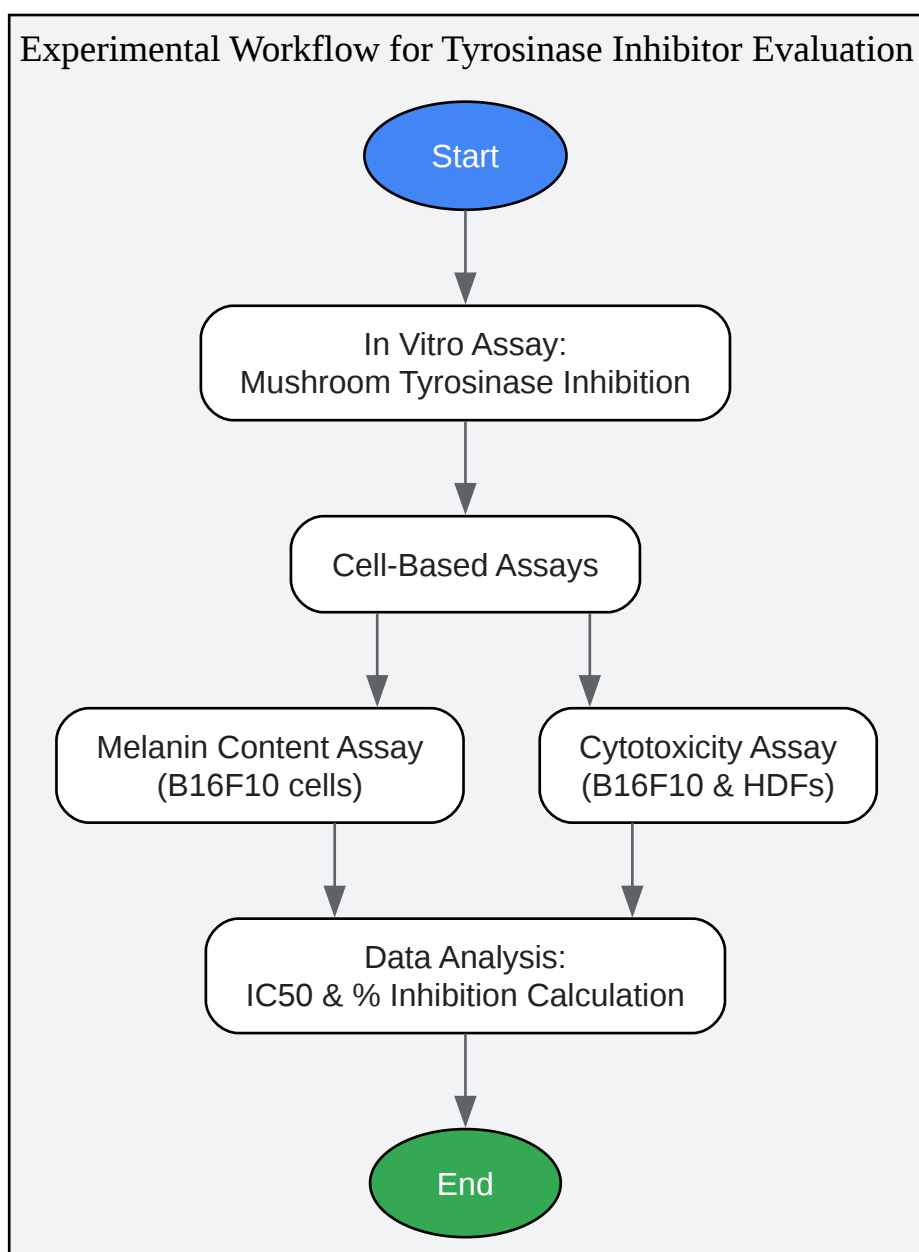 Experimental Workflow for Tyrosinase Inhibitor Evaluation
Start
In Vitro Assay:
Mushroom Tyrosinase Inhibition
Cell-Based Assays
Melanin Content Assay
(B16F10 cells)
Cytotoxicity Assay
(B16F10 & HDFs)
Data Analysis:
IC50 & % Inhibition Calculation
End